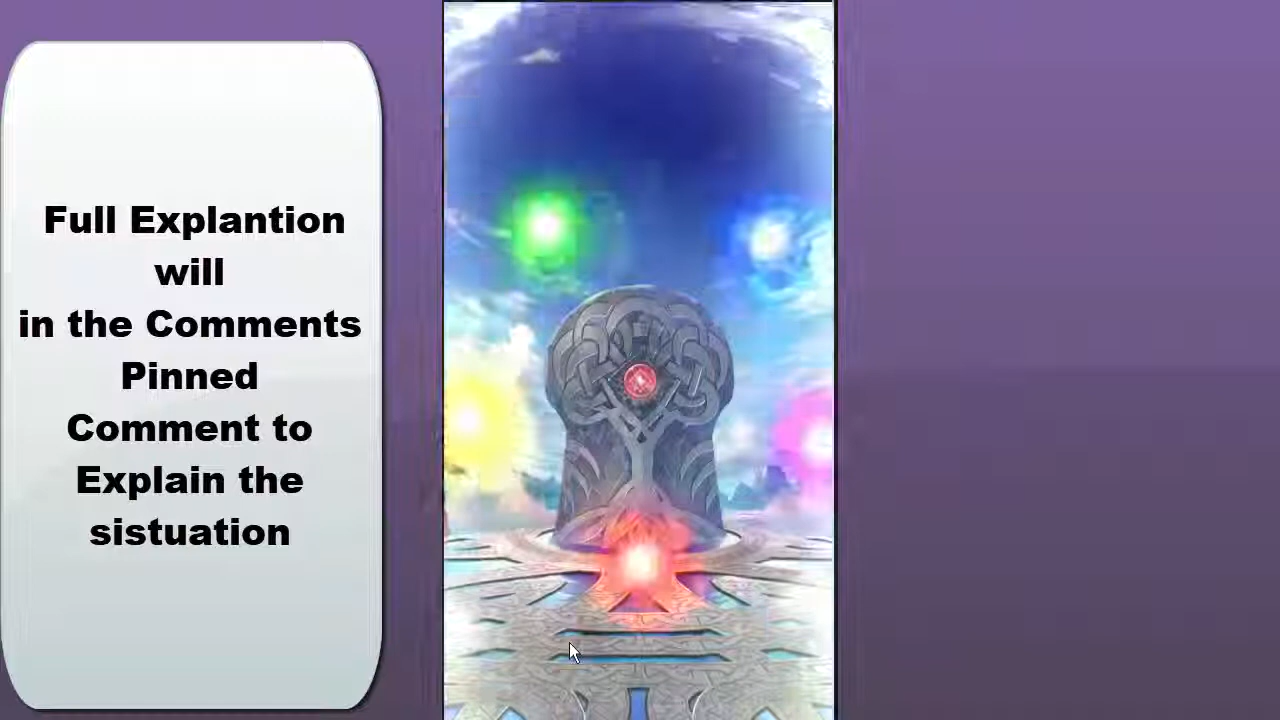 Full Explantion
will
in the Comments
Pinned
Comment to
Explain the
sistuation